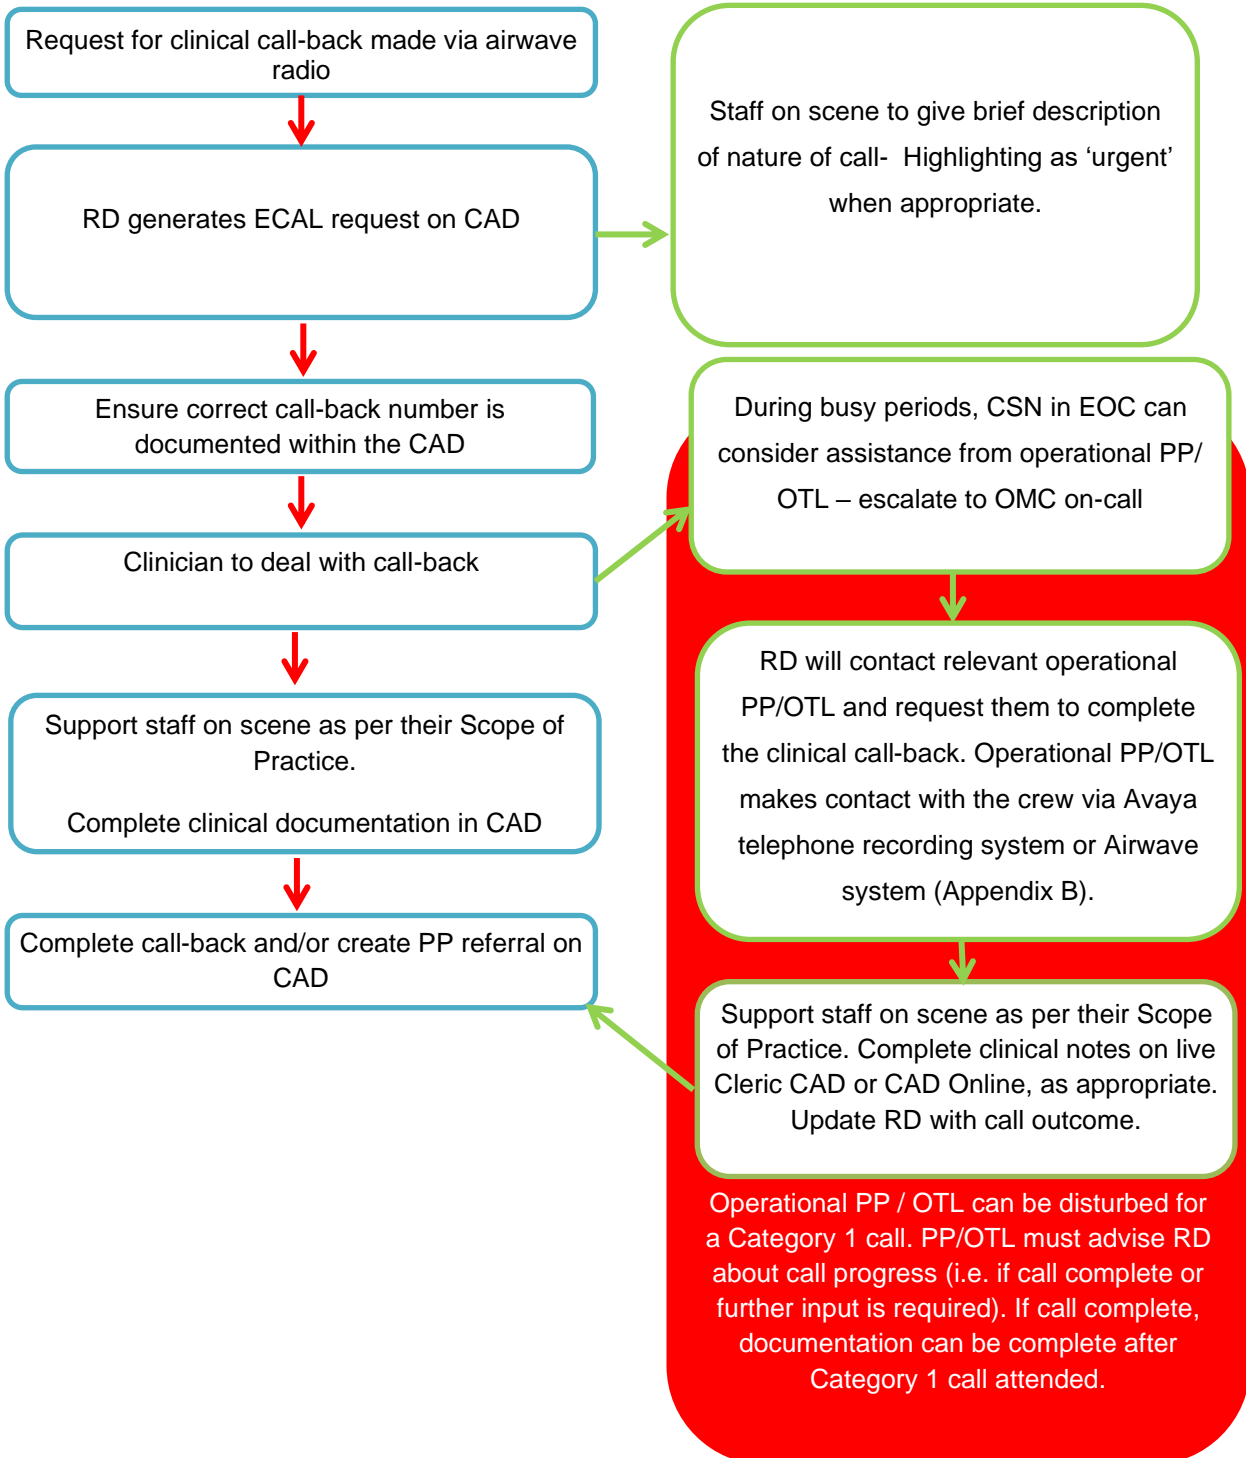 Request for clinical call-back made via airwave
radio
RD generates ECAL request on CAD
Staff on scene to give brief description
of nature of call-  Highlighting as ‘urgent’
when appropriate.
Ensure correct call-back number is
documented within the CAD
Clinician to deal with call-back
During busy periods, CSN in EOC can
consider assistance from operational PP/
OTL – escalate to OMC on-call
RD will contact relevant operational
PP/OTL and request them to complete
the clinical call-back. Operational PP/OTL
makes contact with the crew via Avaya
telephone recording system or Airwave
system (Appendix B).
Support staff on scene as per their Scope of
Practice.
Complete clinical documentation in CAD
Complete call-back and/or create PP referral on
CAD
Support staff on scene as per their Scope
of Practice. Complete clinical notes on live
Cleric CAD or CAD Online, as appropriate.
Update RD with call outcome.
Operational PP / OTL can be disturbed for
a Category 1 call. PP/OTL must advise RD
about call progress (i.e. if call complete or
further input is required). If call complete,
documentation can be complete after
Category 1 call attended.